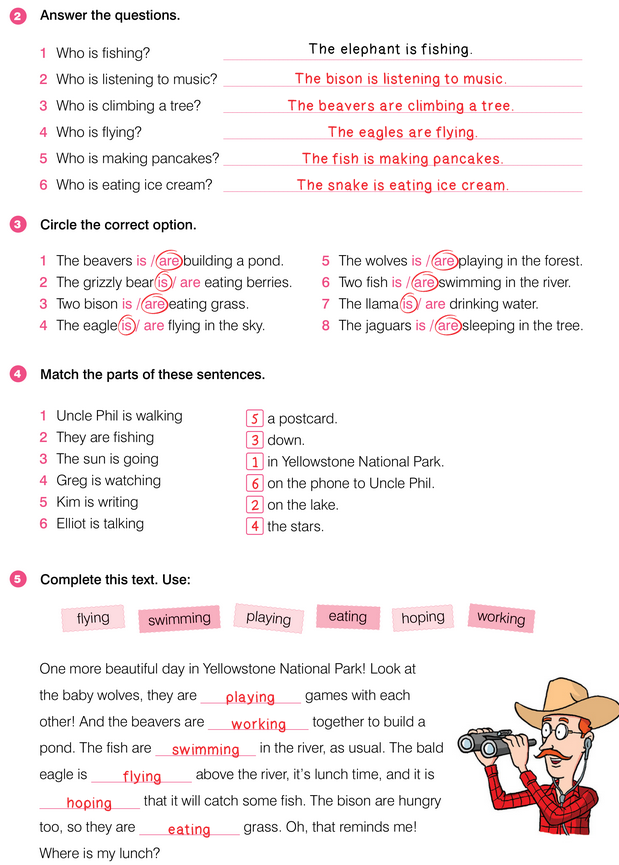 2 Answer the questions.
1 Who is fishing? The elephant is fishing.
2 Who is listening to music? The bison is listening to music.
3 Who is climbing a tree? The beavers are climbing a tree.
4 Who is flying? The eagles are flying.
5 Who is making pancakes? The fish is making pancakes.
6 Who is eating ice cream? The snake is eating ice cream.
3 Circle the correct option.
1 The beavers is / are building a pond.
2 The grizzly bear is / are eating berries.
3 Two bison is / are eating grass.
4 The eagle is / are flying in the sky.
5 The wolves is / are playing in the forest.
6 Two fish is / are swimming in the river.
7 The llama is / are drinking water.
8 The jaguars is / are sleeping in the tree.
4 Match the parts of these sentences.
1 Uncle Phil is walking
2 They are fishing
3 The sun is going
4 Greg is watching
5 Kim is writing
6 Elliot is talking
5 a postcard.
3 down.
1 in Yellowstone National Park.
6 on the phone to Uncle Phil.
2 on the lake.
4 the stars.
5 Complete this text. Use:
flying swimming playing eating hoping working
One more beautiful day in Yellowstone National Park! Look at
the baby wolves, they are playing games with each
other! And the beavers are working together to build a
pond. The fish are swimming in the river, as usual. The bald
eagle is flying above the river, it's lunch time, and it is
hoping that it will catch some fish. The bison are hungry
too, so they are eating grass. Oh, that reminds me!
Where is my lunch?